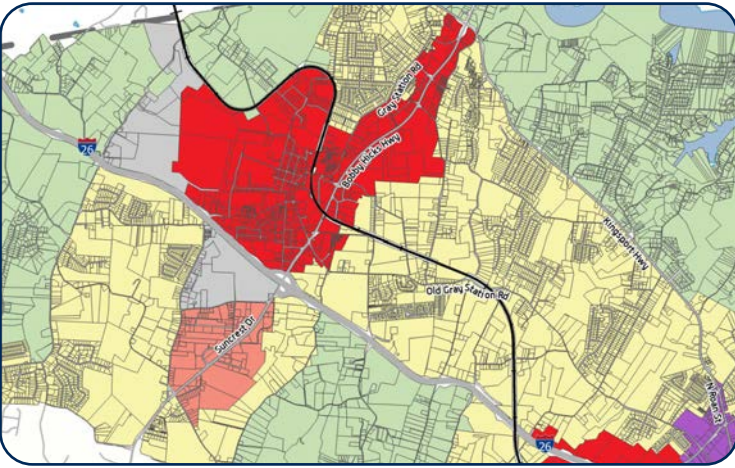 Gray Station Rd
26
Bobby Hicks Hwy
Kingsport Hwy
Old Gray Station Rd
Suncrest Dr
N Roan St
26